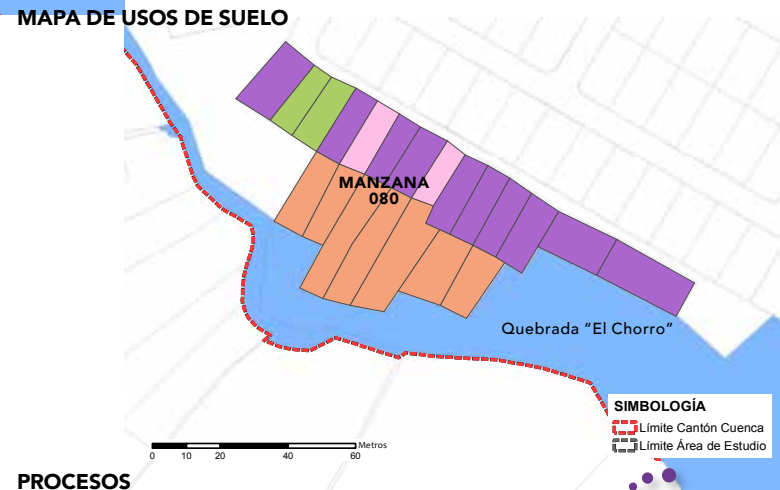 MAPA DE USOS DE SUELO
MANZANA
080
Quebrada "El Chorro"
SIMBOLOGÍA
Límite Cantón Cuenca
Límite Área de Estudio
Metros
0 10 20 40 60
PROCESOS